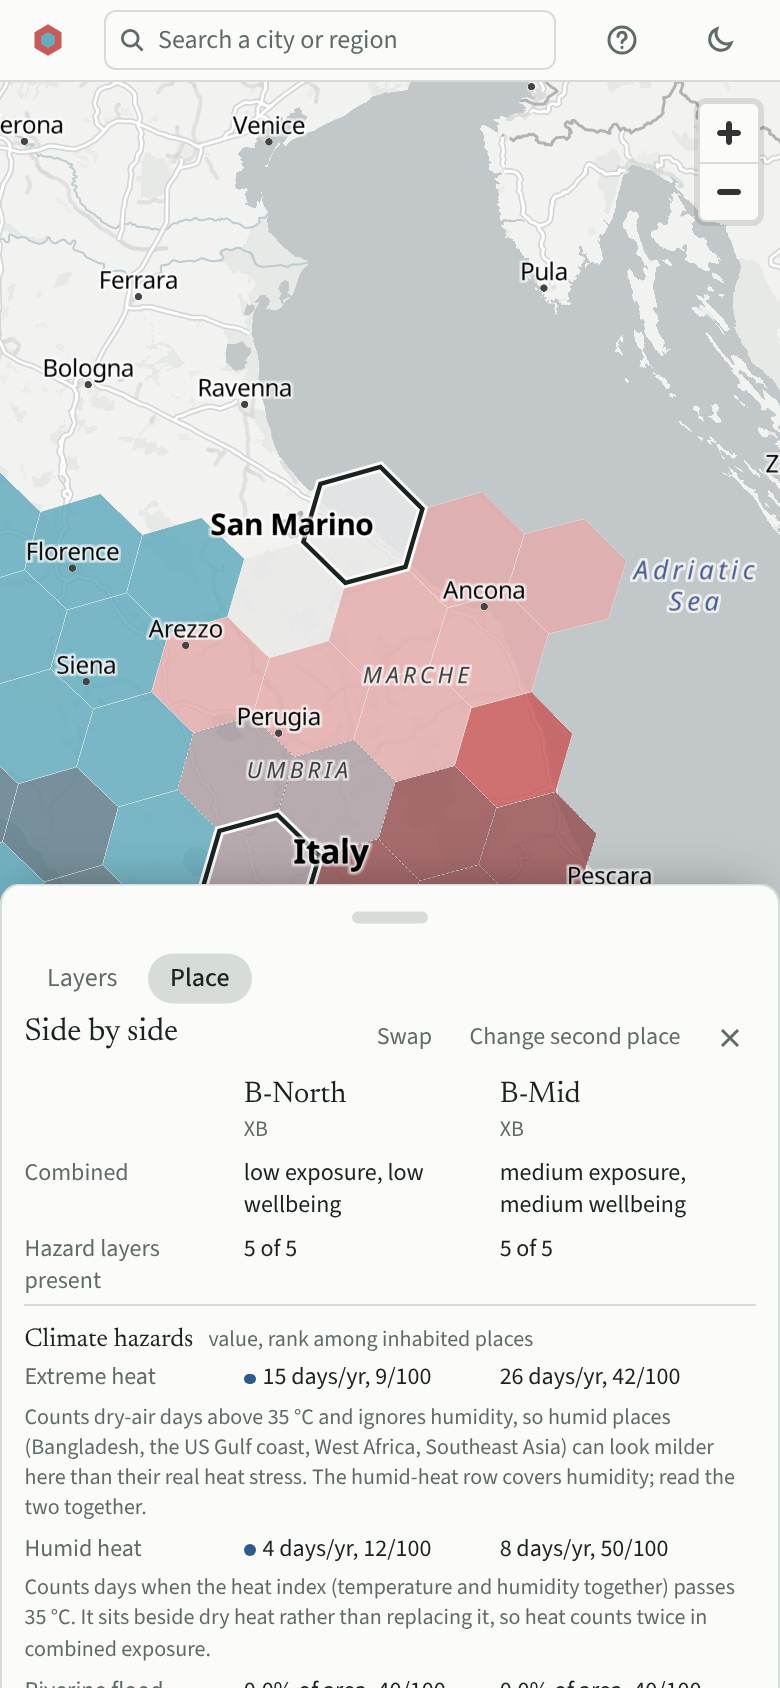 Search a city or region
erona
Venice
Ferrara
Pula
Bologna
Ravenna
Z
San Marino
Florence
Adriatic
Sea
Ancona
Arezzo
Siena
MARCHE
Perugia
UMBRIA
Italy
Pescara
Layers
Place
Side by side
Swap
Change second place
B-North
B-Mid
XB
XB
Combined
low exposure, low
wellbeing
medium exposure,
medium wellbeing
Hazard layers
present
5 of 5
5 of 5
Climate hazards value, rank among inhabited places
Extreme heat
15 days/yr, 9/100
26 days/yr, 42/100
Counts dry-air days above 35 °C and ignores humidity, so humid places
(Bangladesh, the US Gulf coast, West Africa, Southeast Asia) can look milder
here than their real heat stress. The humid-heat row covers humidity; read the
two together.
Humid heat
4 days/yr, 12/100
8 days/yr, 50/100
Counts days when the heat index (temperature and humidity together) passes
35 °C. It sits beside dry heat rather than replacing it, so heat counts twice in
combined exposure.